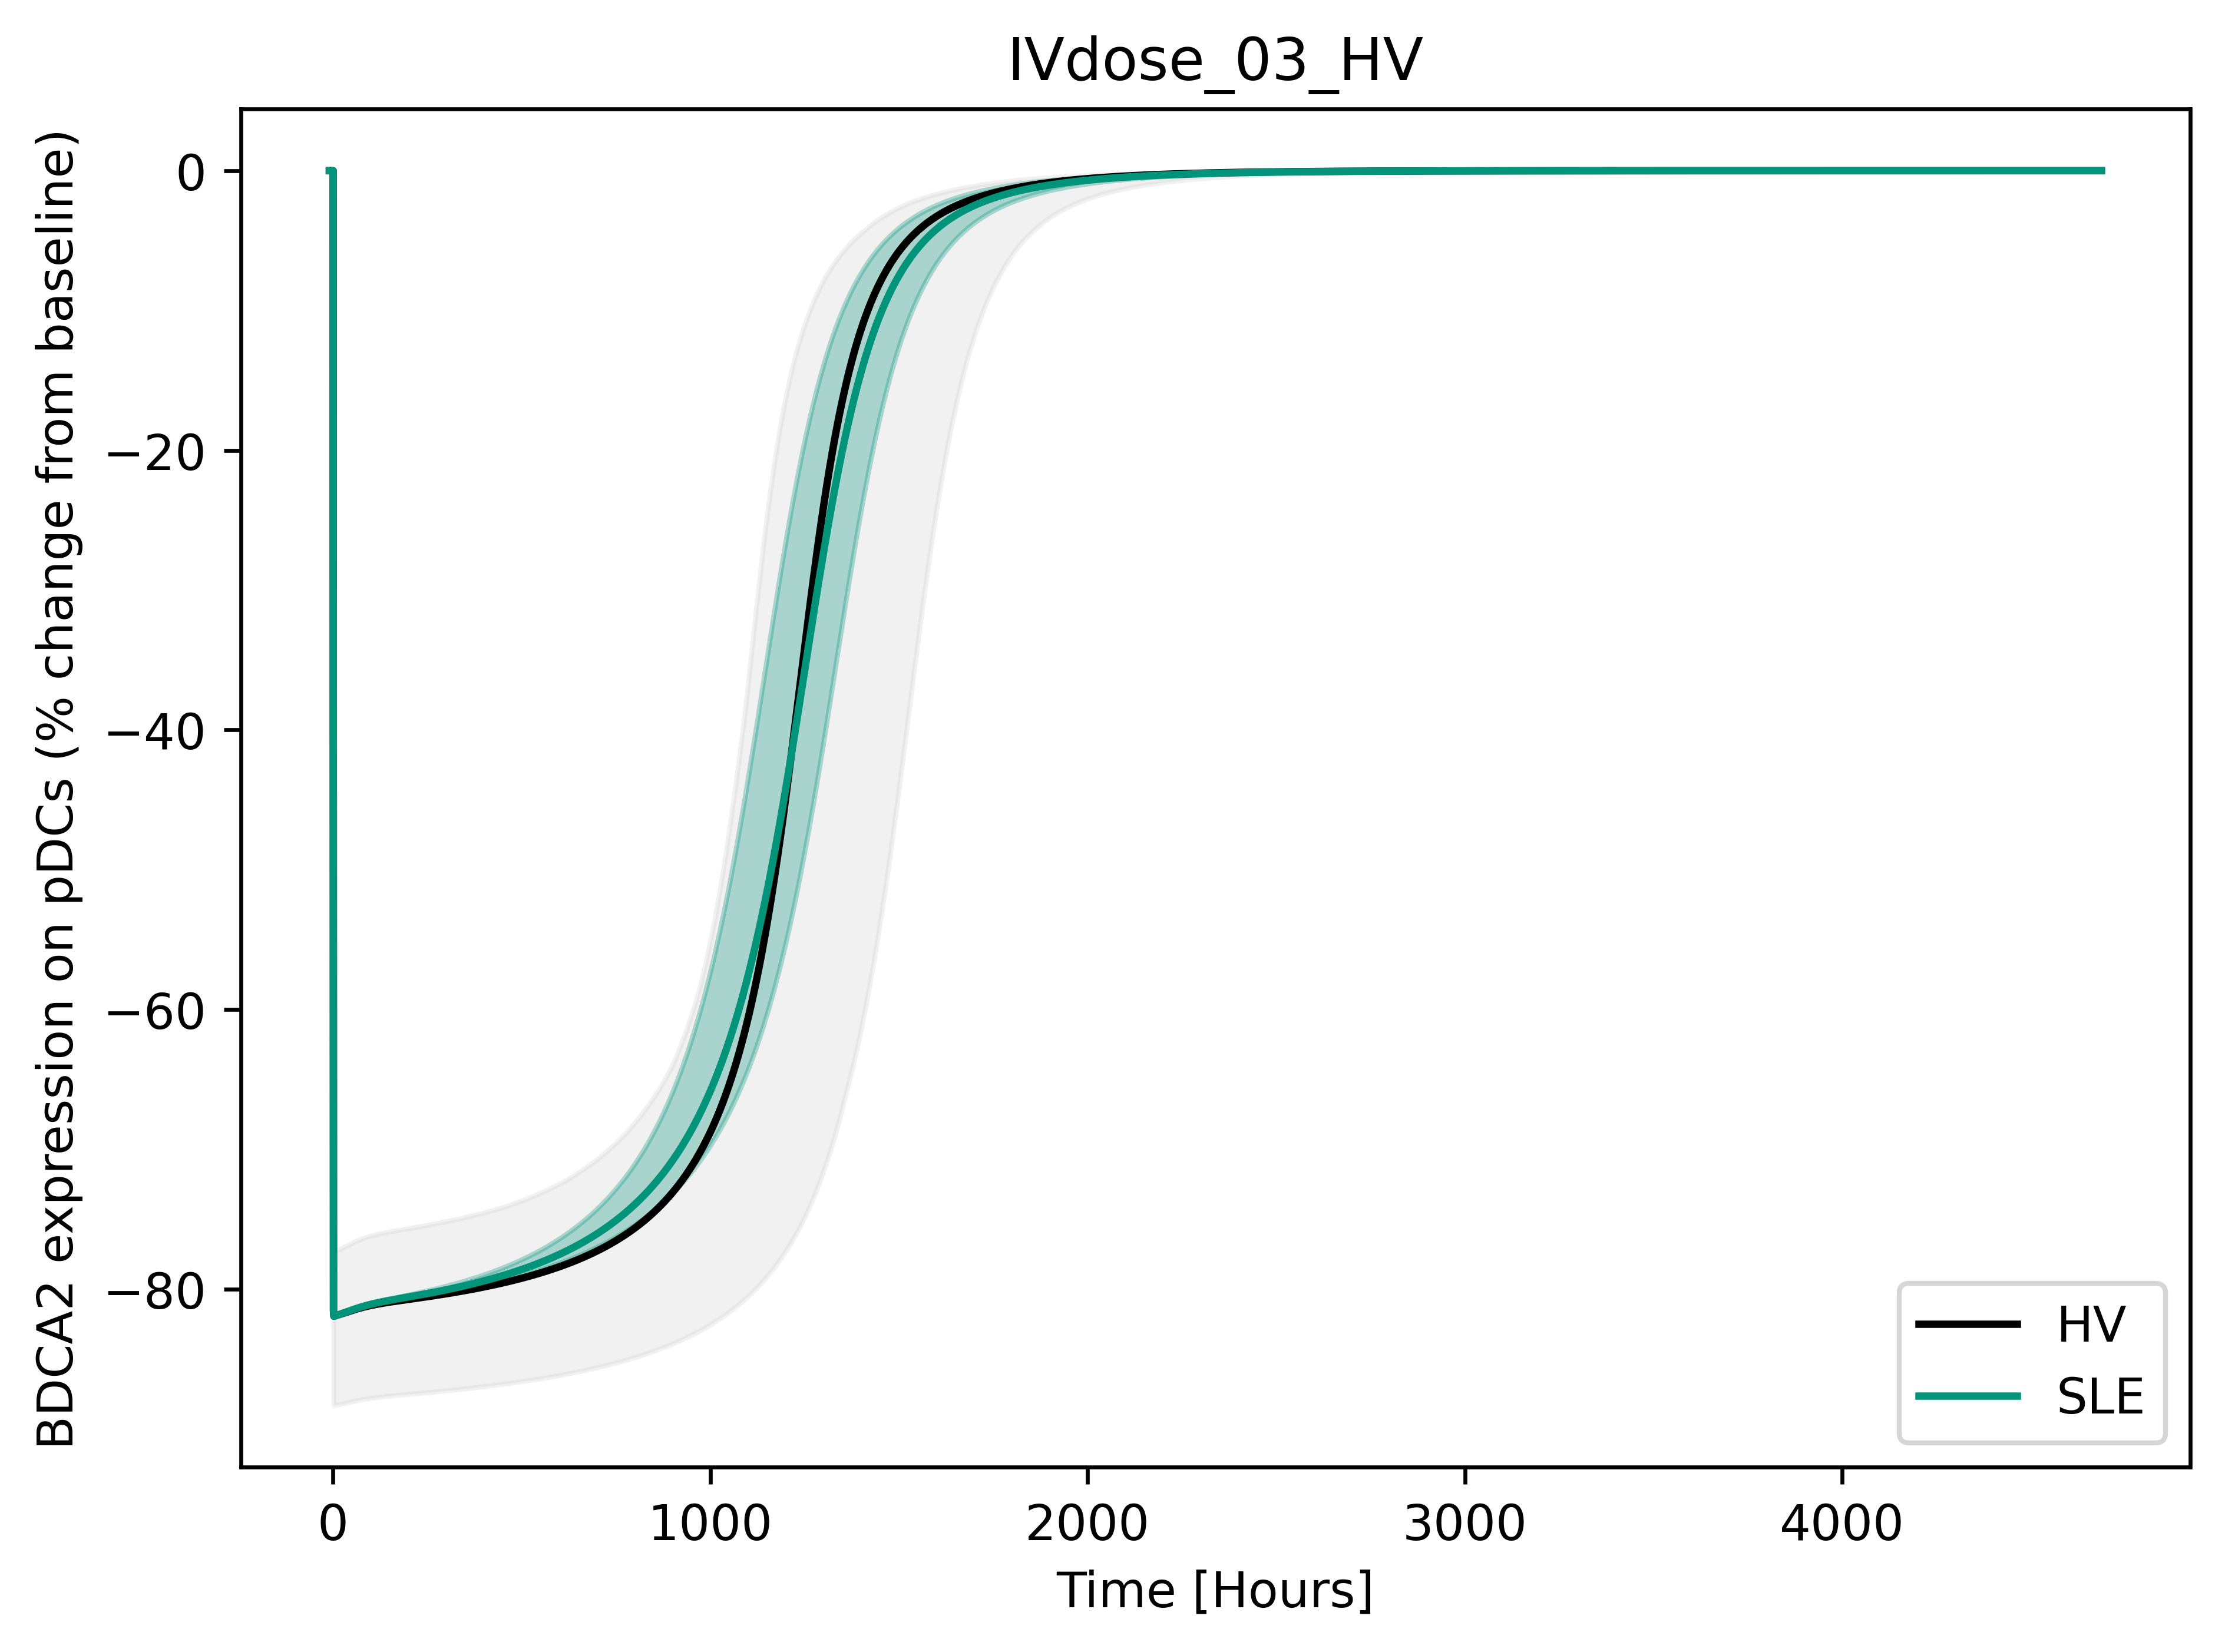 IVdose_03_HV
BDCA2 expression on pDCs (% change from baseline)
0
−20
−40
−60
−80
0 1000 2000 3000 4000
Time [Hours]
HV
SLE